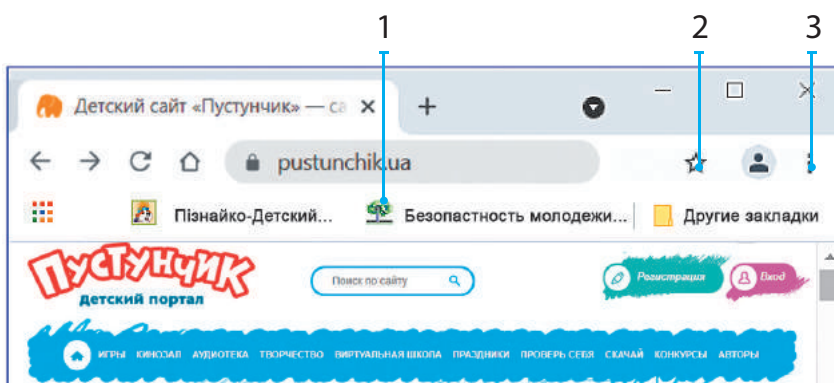 1 2 3
Детский сайт «Пустунчик» — са
pustunchik.ua
Пізнайко-Детский... Безопастность молодежи... Другие закладки
ПУСТУНЧИК
детский портал
Поиск по сайту
Регистрация
Вход
ИГРЫ КИНОЗАЛ АУДИОТЕКА ТВОРЧЕСТВО ВИРТУАЛЬНАЯ ШКОЛА ПРАЗДНИКИ ПРОВЕРЬ СЕБЯ СКАЧАЙ КОНКУРСЫ АВТОРЫ